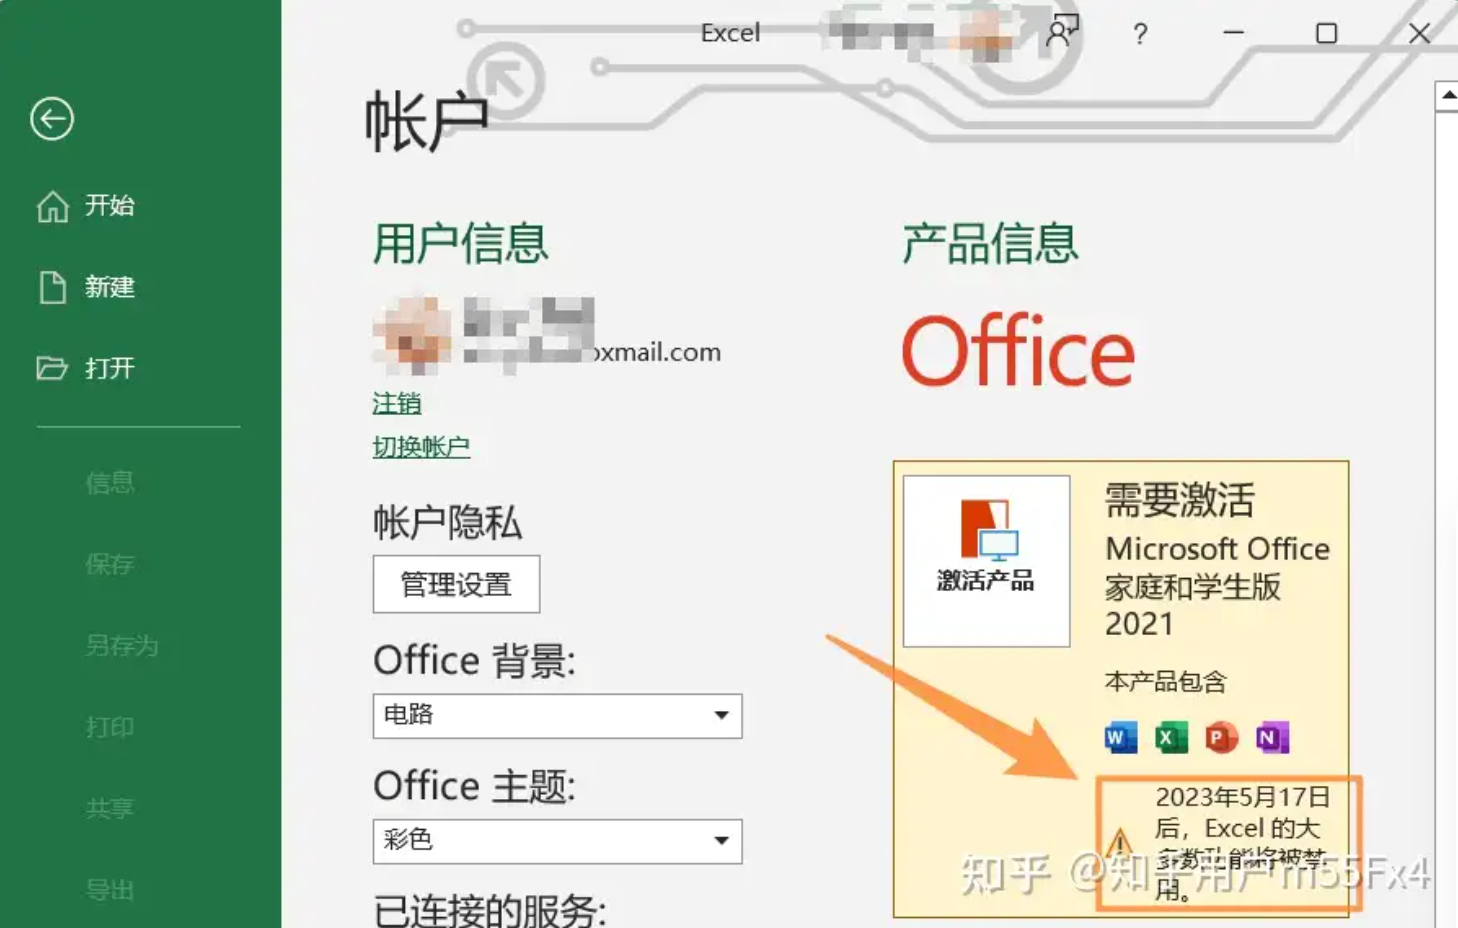 Excel
?
帐户
开始
新建
打开
信息
保存
另存为
打印
共享
导出
用户信息
oxmail.com
注销
切换帐户
帐户隐私
管理设置
Office 背景:
电路
Office 主题:
彩色
已连接的服务:
产品信息
Office
激活产品
需要激活
Microsoft Office
家庭和学生版
2021
本产品包含
W X P N
2023年5月17日
后，Excel 的大
多数功能将被禁
用。
知乎 @知乎用户m55Fx4